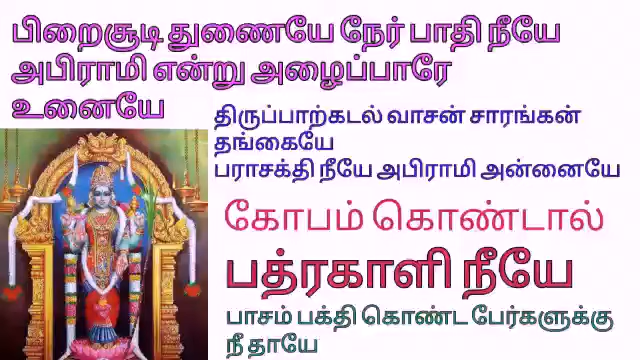 பிறைசூடி துணையே நேர் பாதி நீயே
அபிராமி என்று அழைப்பாரே
உனையே
திருப்பாற்கடல் வாசன் சாரங்கன்
தங்கையே
பராசக்தி நீயே அபிராமி அன்னையே
கோபம் கொண்டால்
பத்ரகாளி நீயே
பாசம் பக்தி கொண்ட பேர்களுக்கு
நீ தாயே